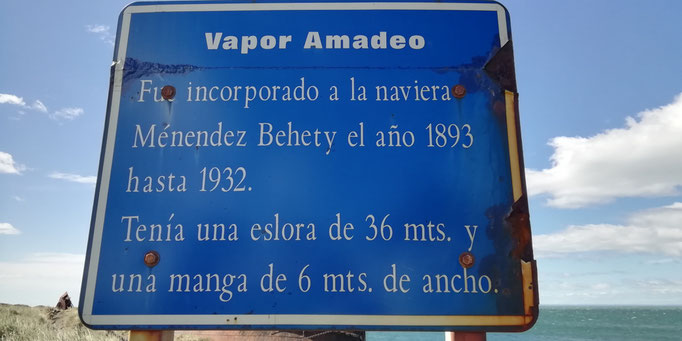 Vapor Amadeo
Fue incorporado a la naviera
Ménendez Behety el año 1893
hasta 1932.
Tenía una eslora de 36 mts. y
una manga de 6 mts. de ancho.